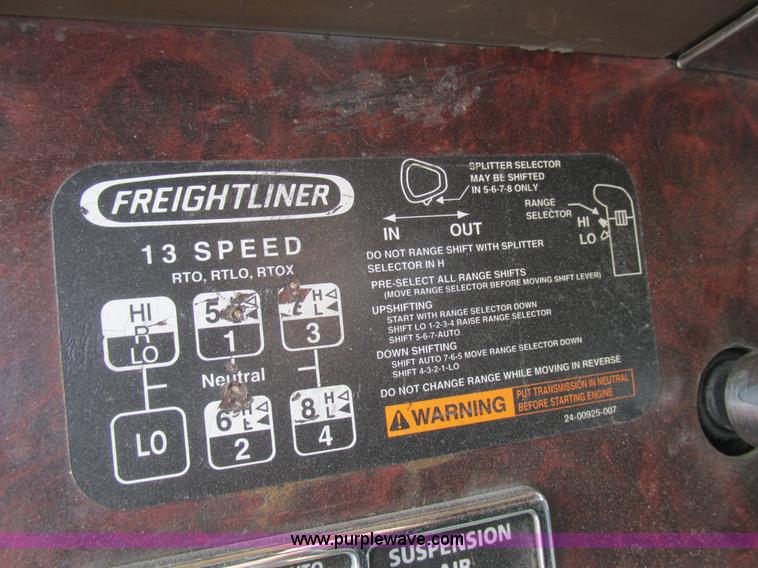 FREIGHTLINER
13 SPEED
RTO, RTLO, RTOX
HI
R
LO
5 H
L
1
H
L
3
Neutral
LO
6 H
L
2
8 H
L
4
SPLITTER SELECTOR
MAY BE SHIFTED
IN 5-6-7-8 ONLY
IN OUT
RANGE
SELECTOR
HI
LO
DO NOT RANGE SHIFT WITH SPLITTER
SELECTOR IN H
PRE-SELECT ALL RANGE SHIFTS
(MOVE RANGE SELECTOR BEFORE MOVING SHIFT LEVER)
UPSHIFTING
START WITH RANGE SELECTOR DOWN
SHIFT LO 1-2-3-4 RAISE RANGE SELECTOR
SHIFT 5-6-7-AUTO
DOWN SHIFTING
SHIFT AUTO 7-6-5 MOVE RANGE SELECTOR DOWN
SHIFT 4-3-2-1-LO
DO NOT CHANGE RANGE WHILE MOVING IN REVERSE
WARNING
PUT TRANSMISSION IN NEUTRAL
BEFORE STARTING ENGINE
24-00925-007
www.purplewave.com
SUSPENSION
AIR